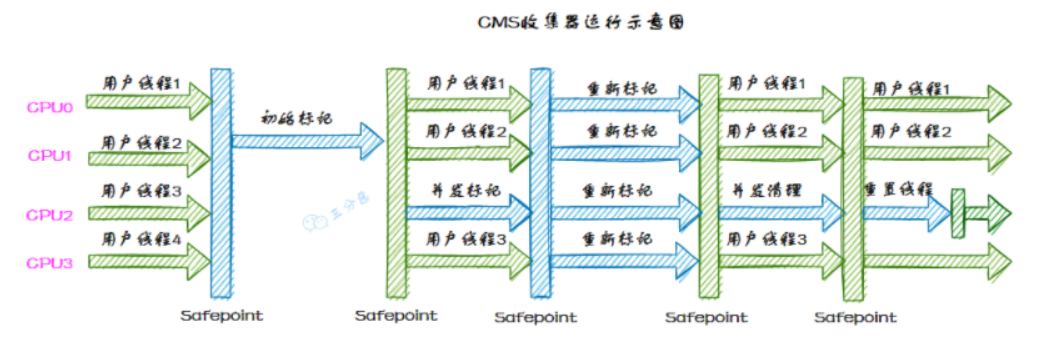 CMS收集器运行示意图
用户线程1 用户线程1 重新标记 用户线程1 用户线程1
CPU0
初始标记
用户线程2 用户线程2 重新标记 用户线程2 用户线程2
CPU1
用户线程3 并发标记 重新标记 并发清理 重置线程
CPU2
三分恶
用户线程4 用户线程3 重新标记 用户线程3
CPU3
Safepoint Safepoint Safepoint Safepoint Safepoint